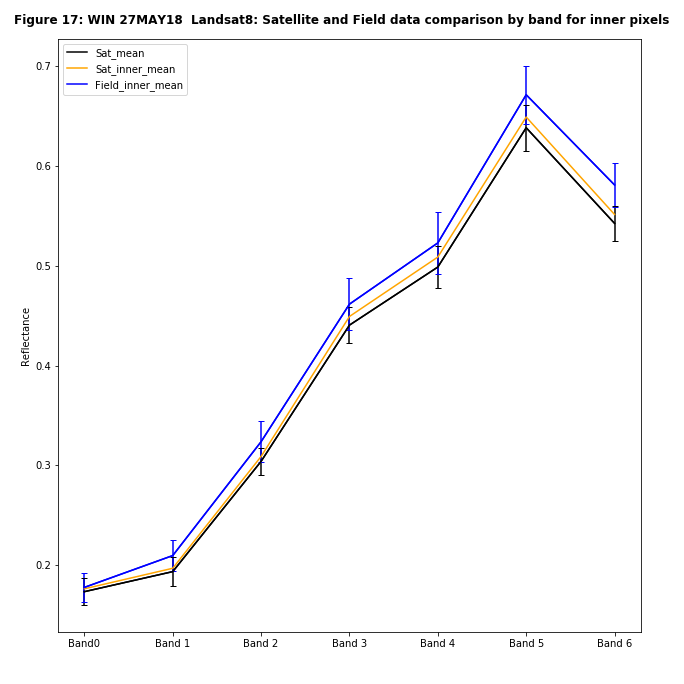 Figure 17: WIN 27MAY18  Landsat8: Satellite and Field data comparison by band for inner pixels
Sat_mean
Sat_inner_mean
Field_inner_mean
0.7
0.6
0.5
0.4
0.3
0.2
Reflectance
Band0
Band 1
Band 2
Band 3
Band 4
Band 5
Band 6